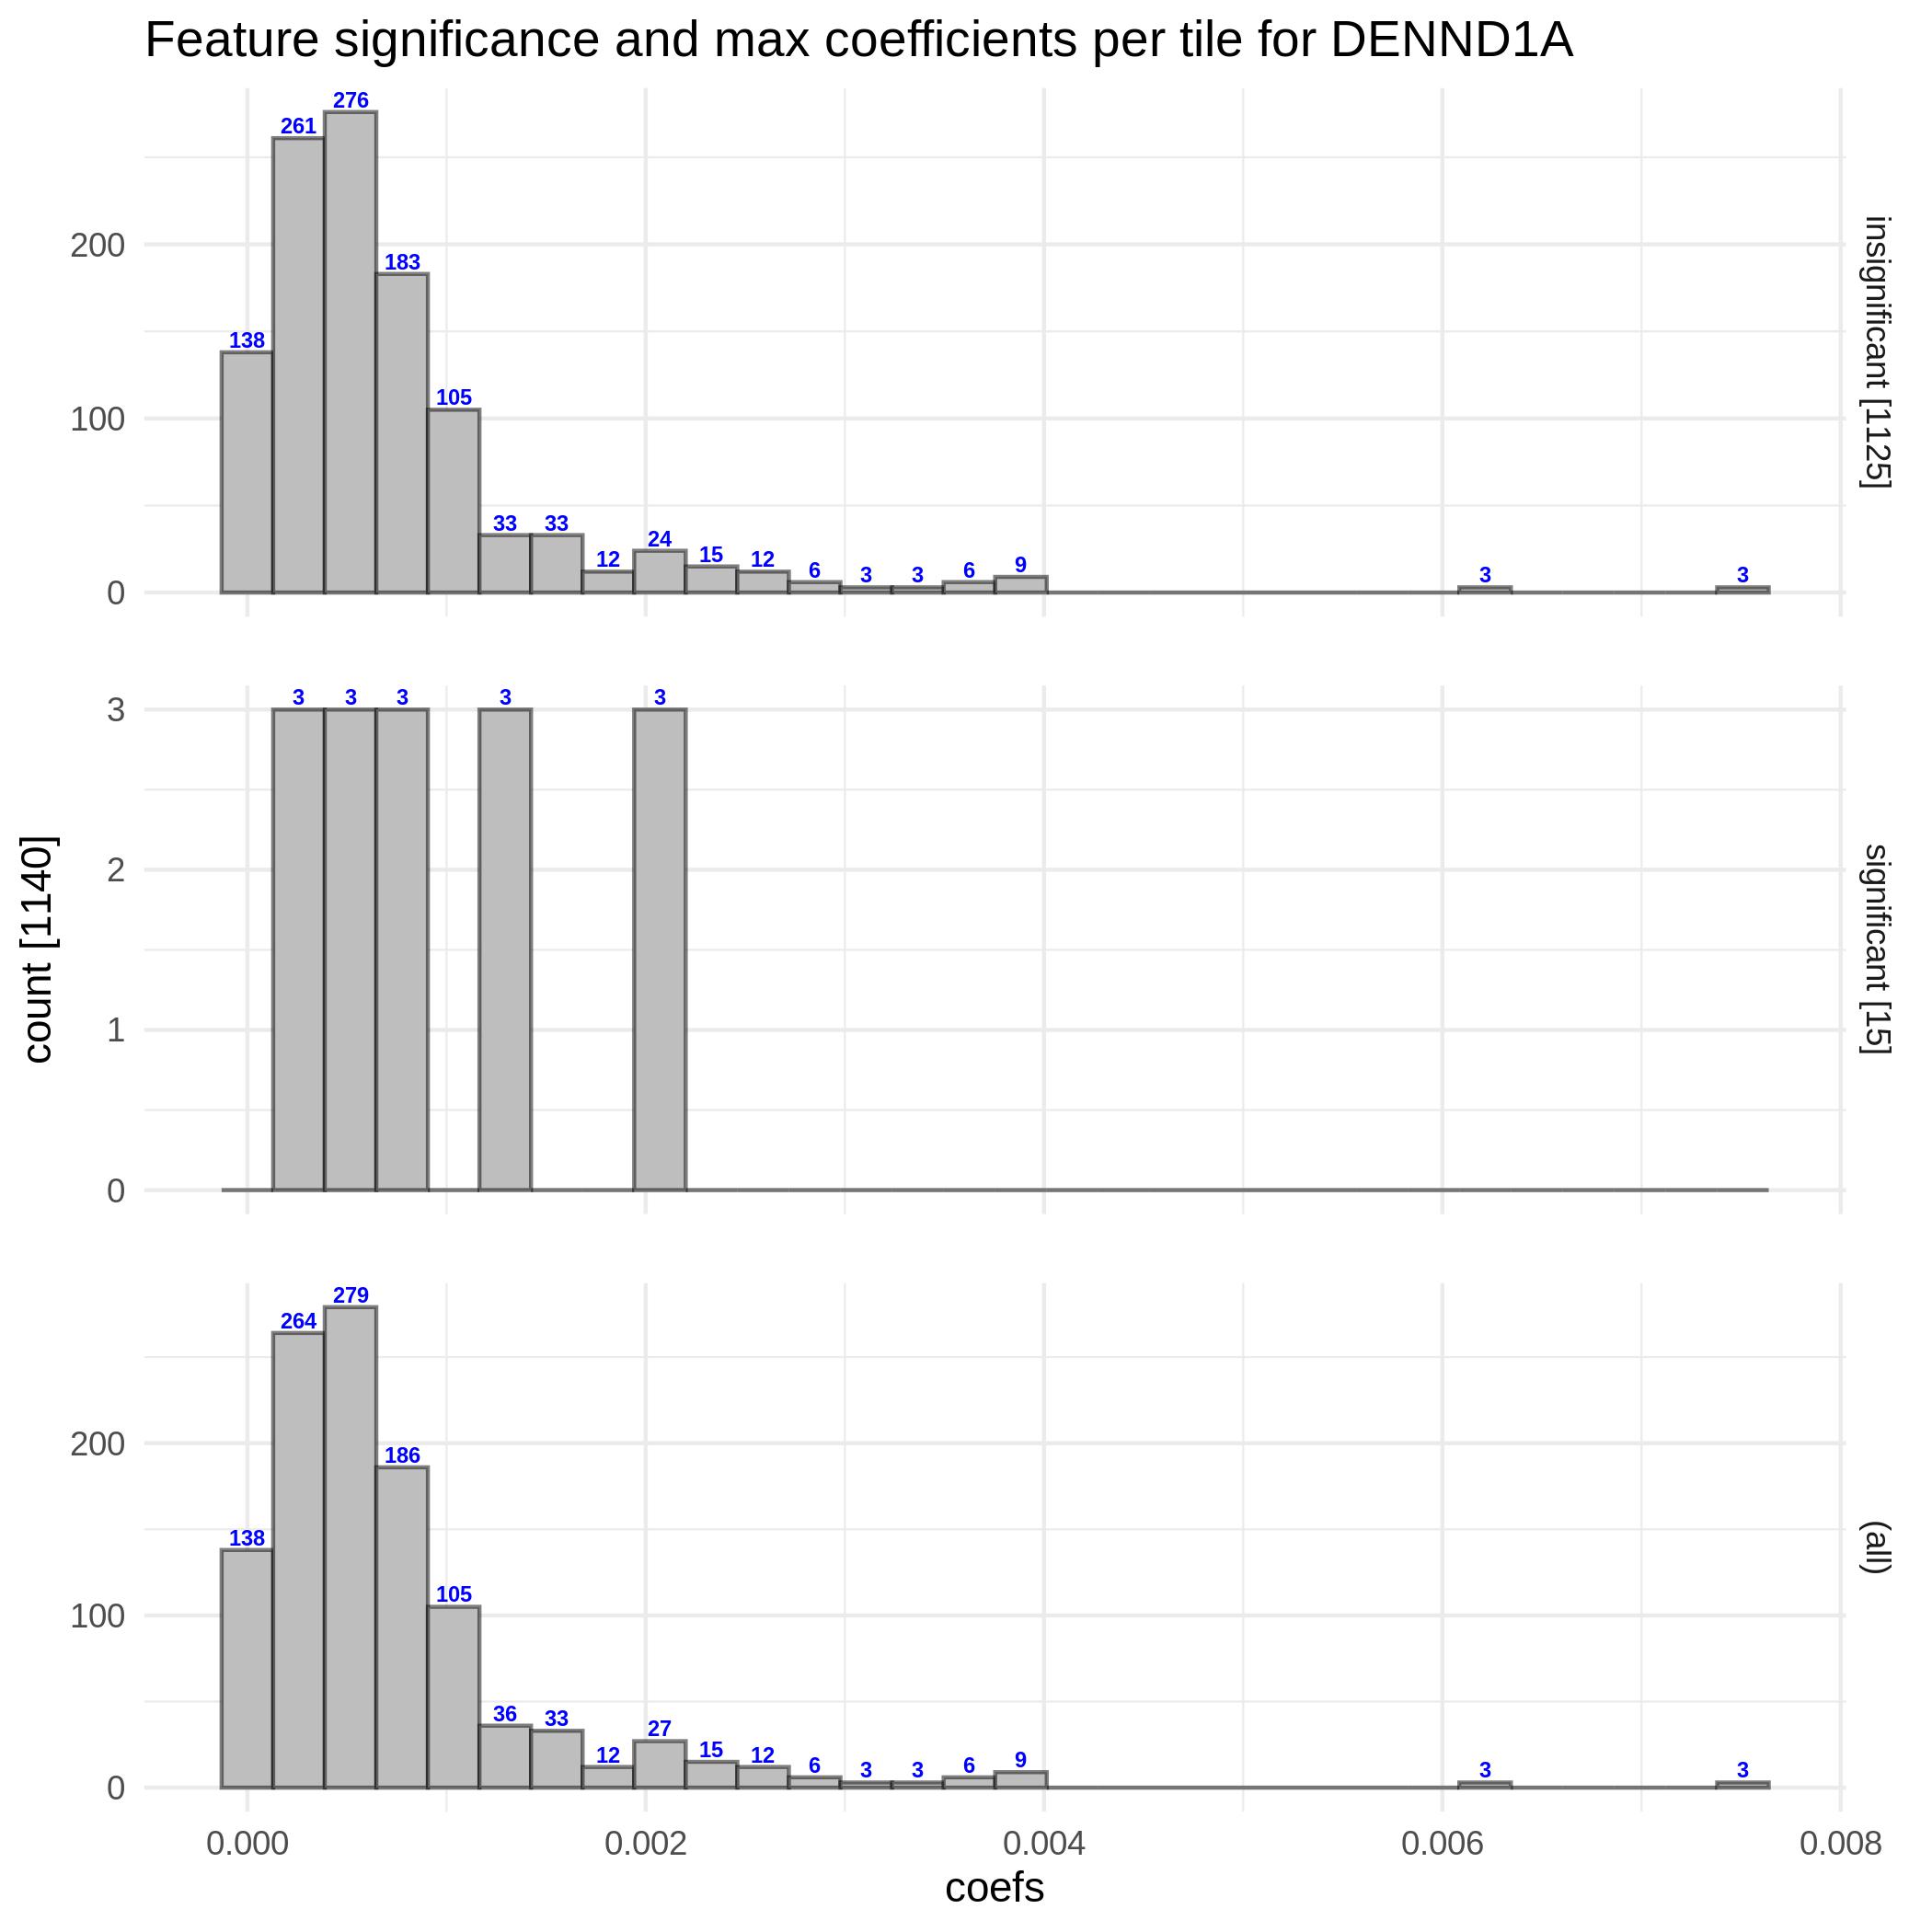 Feature significance and max coefficients per tile for DENND1A
276
261
183
138
105
33 33 12 24 15 12 6 3 3 6 9 3 3
200
100
0
insignificant [1125]
3 3 3 3 3
3
2
1
0
significant [15]
count [1140]
279
264
186
138
105
36 33 12 27 15 12 6 3 3 6 9 3 3
200
100
0
(all)
0.000 0.002 0.004 0.006 0.008
coefs